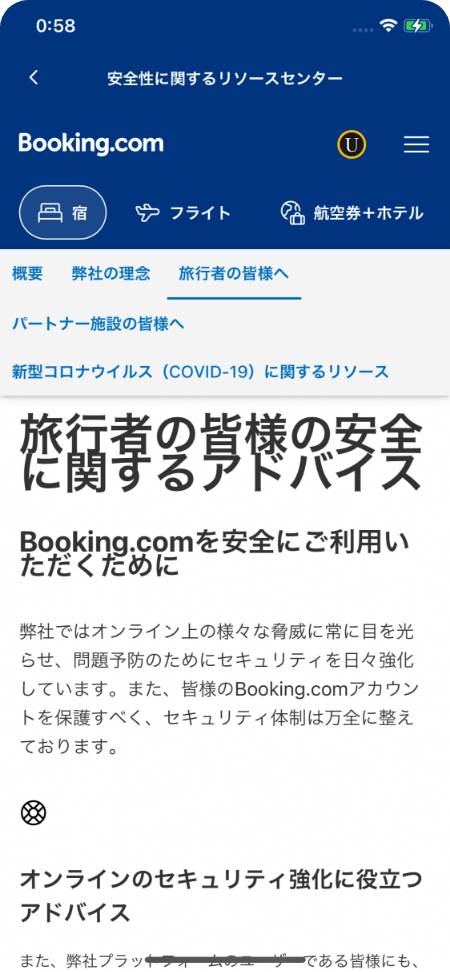 0:58
安全性に関するリソースセンター
Booking.com
U
宿 フライト 航空券＋ホテル
概要 弊社の理念 旅行者の皆様へ
パートナー施設の皆様へ
新型コロナウイルス（COVID-19）に関するリソース
旅行者の皆様の安全
に関するアドバイス
Booking.comを安全にご利用い
ただくために
弊社ではオンライン上の様々な脅威に常に目を光
らせ、問題予防のためにセキュリティを日々強化
しています。また、皆様のBooking.comアカウン
トを保護すべく、セキュリティ体制は万全に整え
ております。
オンラインのセキュリティ強化に役立つ
アドバイス
また、弊社プラットフォームのユーザーである皆様にも、